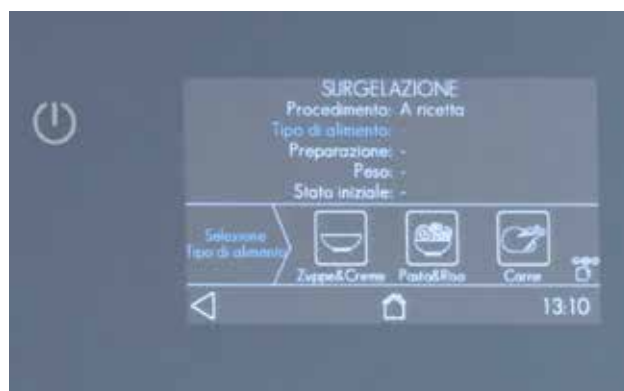 SURGELAZIONE
Procedimento: A ricetta
Tipo di alimento: -
Preparazione: -
Peso: -
Stato iniziale: -
Selezione
Tipo di alimento
Zuppe&Creme Pasta&Riso Carne
13:10